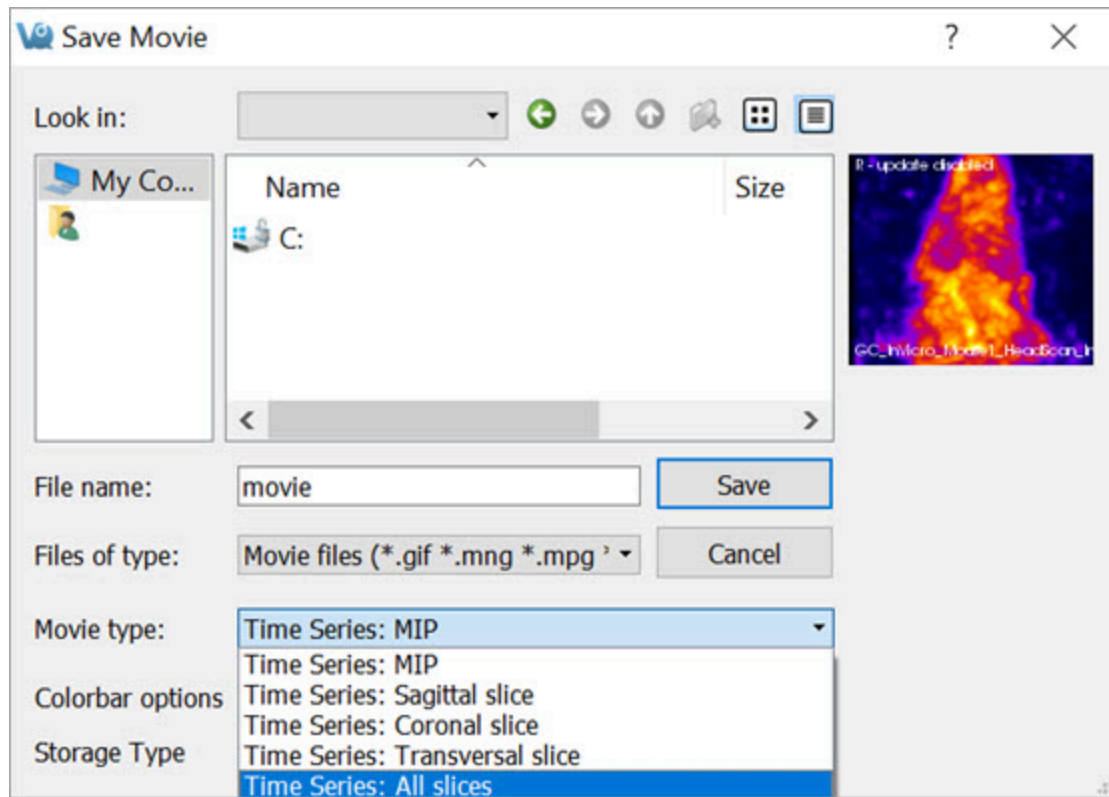 Save Movie
?
Look in:
My Co...
Name
Size
C:
R - update disabled
File name:
movie
Save
Files of type:
Movie files (*.gif *.mng *.mpg
Cancel
Movie type:
Time Series: MIP
Time Series: MIP
Time Series: Sagittal slice
Colorbar options
Time Series: Coronal slice
Storage Type
Time Series: Transversal slice
Time Series: All slices